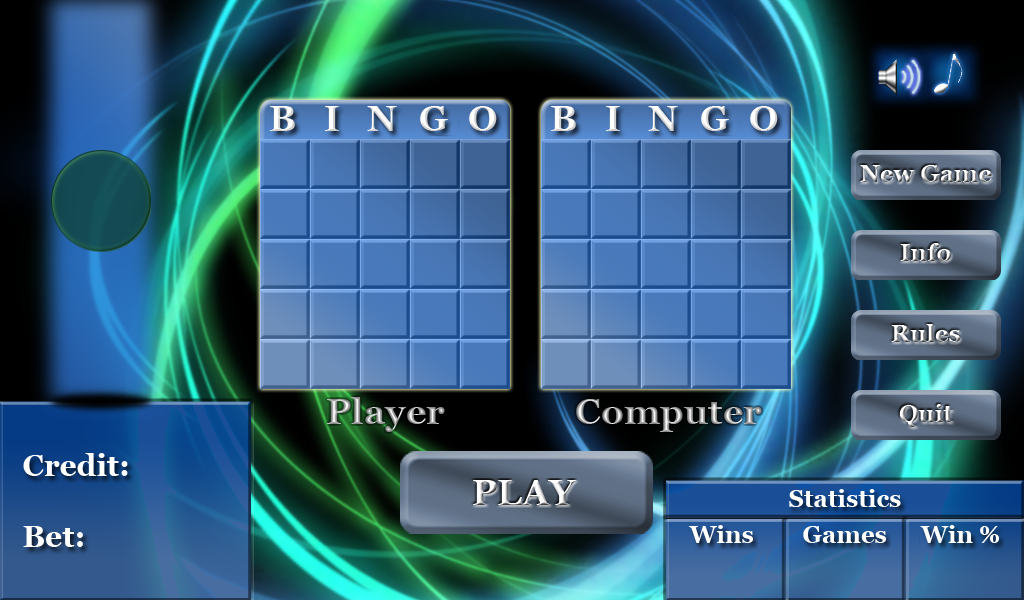 B I N G O
B I N G O
New Game
Info
Rules
Quit
Player
Computer
Credit:
Bet:
PLAY
Statistics
Wins
Games
Win %